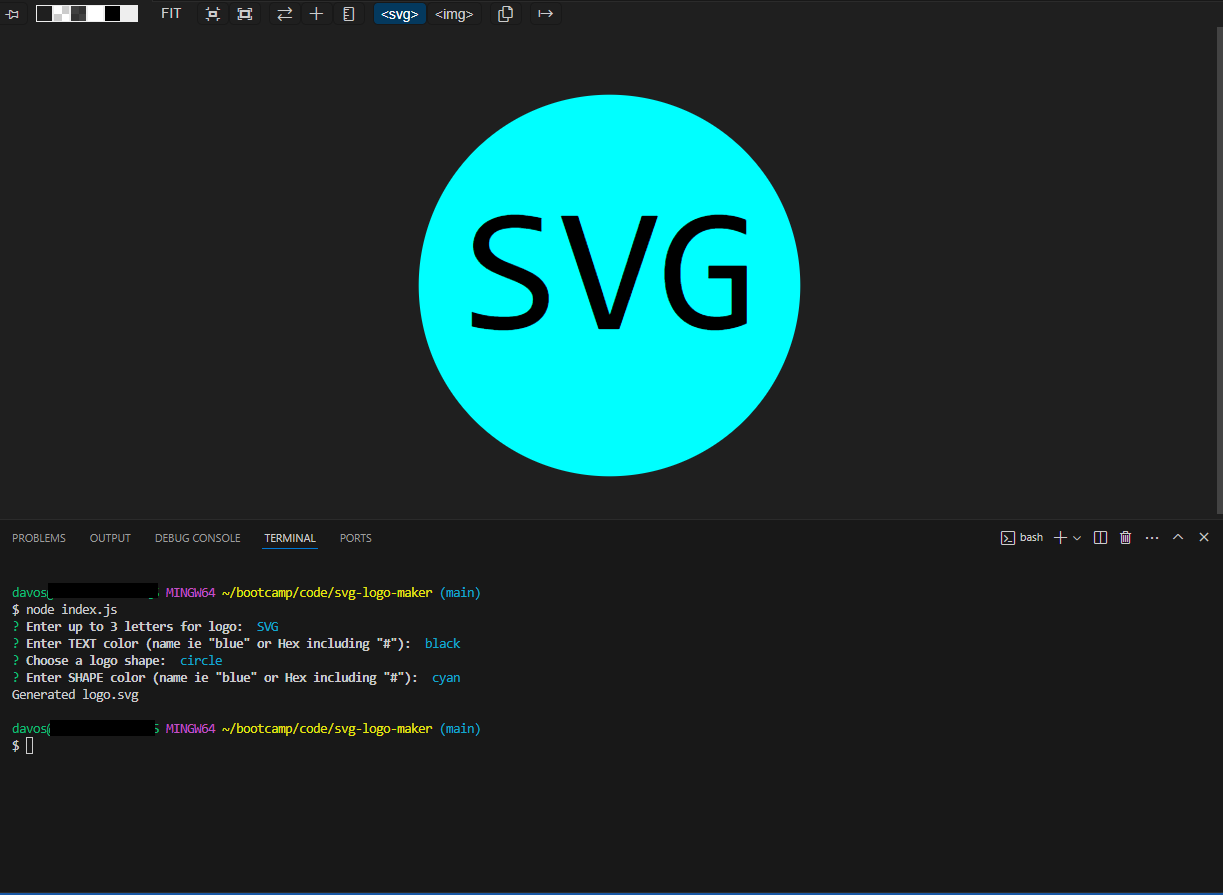 FIT <svg> <img>
SVG
PROBLEMS OUTPUT DEBUG CONSOLE TERMINAL PORTS bash
davos@ MINGW64 ~/bootcamp/code/svg-logo-maker (main)
$ node index.js
? Enter up to 3 letters for logo: SVG
? Enter TEXT color (name ie "blue" or Hex including "#"): black
? Choose a logo shape: circle
? Enter SHAPE color (name ie "blue" or Hex including "#"): cyan
Generated logo.svg
davos@ MINGW64 ~/bootcamp/code/svg-logo-maker (main)
$